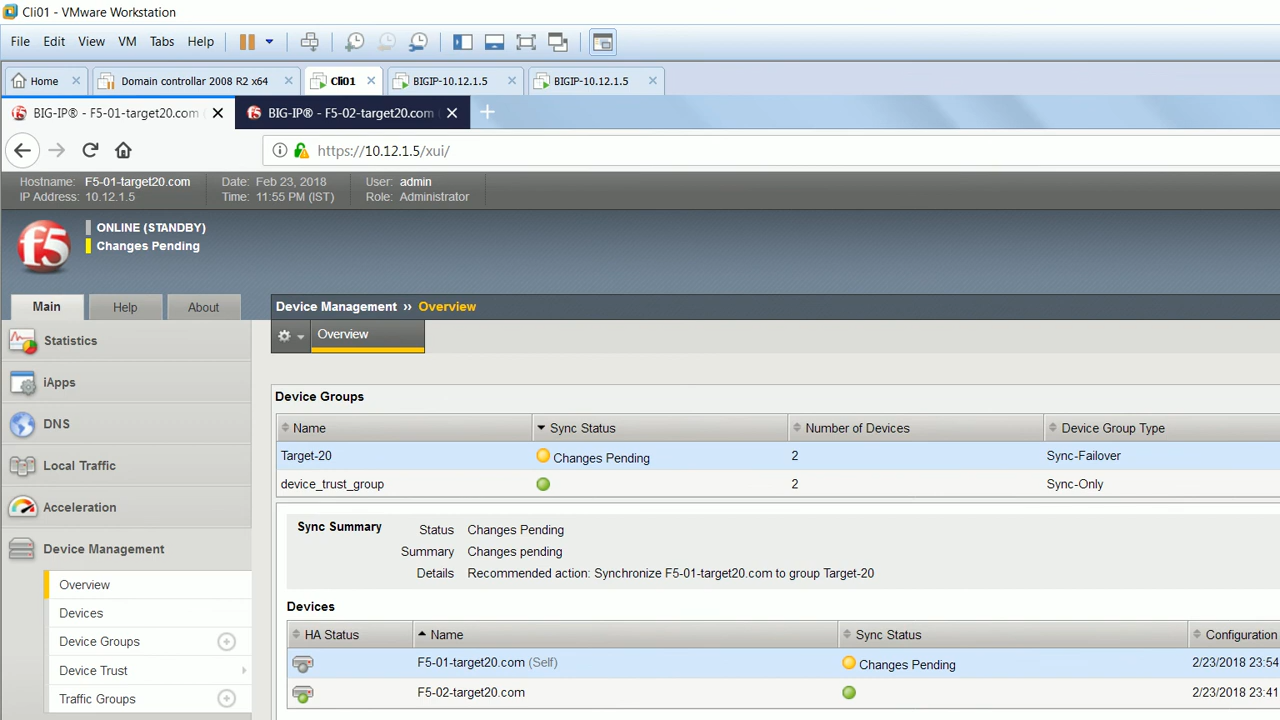 Cli01 - VMware Workstation
File Edit View VM Tabs Help
Home Domain controllar 2008 R2 x64 Cli01 BIGIP-10.12.1.5 BIGIP-10.12.1.5
BIG-IP® - F5-01-target20.com BIG-IP® - F5-02-target20.com
https://10.12.1.5/xui/
Hostname: F5-01-target20.com Date: Feb 23, 2018 User: admin
IP Address: 10.12.1.5 Time: 11:55 PM (IST) Role: Administrator
f5
ONLINE (STANDBY)
Changes Pending
Main Help About
Device Management ›› Overview
Overview
Statistics
iApps
DNS
Local Traffic
Acceleration
Device Management
Overview
Devices
Device Groups
Device Trust
Traffic Groups
Device Groups
Name Sync Status Number of Devices Device Group Type
Target-20 Changes Pending 2 Sync-Failover
device_trust_group 2 Sync-Only
Sync Summary Status Changes Pending
Summary Changes pending
Details Recommended action: Synchronize F5-01-target20.com to group Target-20
Devices
HA Status Name Sync Status Configuration
F5-01-target20.com (Self) Changes Pending 2/23/2018 23:54
F5-02-target20.com 2/23/2018 23:41